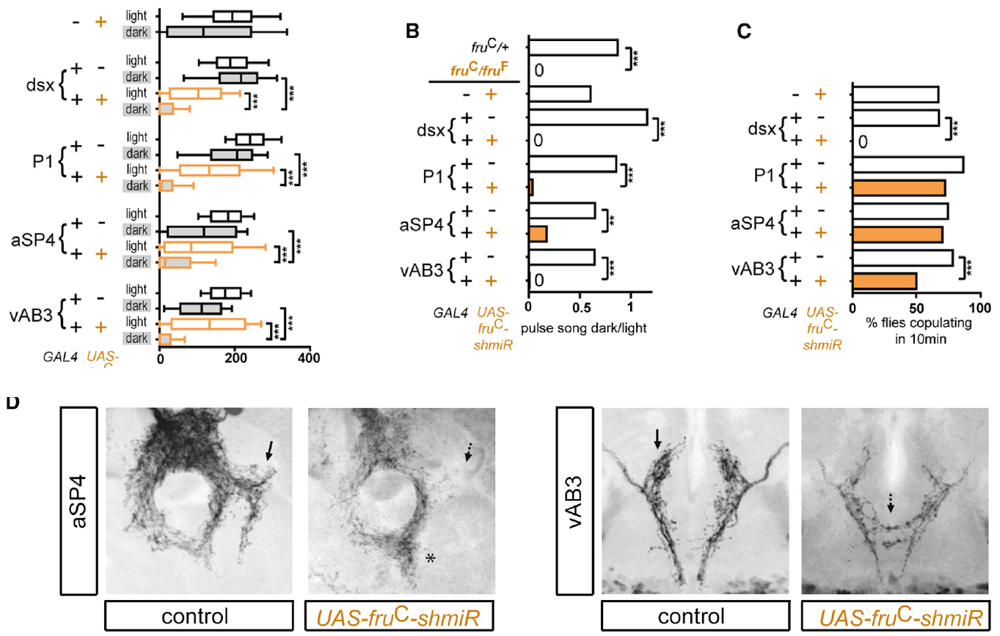 - +
light
dark
dsx { + -
+ +
light
dark
light
dark
***
***
P1 { + -
+ +
light
dark
light
dark
***
***
aSP4 { + -
+ +
light
dark
light
dark
***
***
vAB3 { + -
+ +
light
dark
light
dark
***
***
GAL4 UAS-
0 200 400
B
fruC/+
fruC/fruF
0
***
- +
dsx { + -
+ +
0
***
P1 { + -
+ +
***
aSP4 { + -
+ +
**
vAB3 { + -
+ +
0
***
0 0.5 1
GAL4 UAS-
fruC-
shmiR
pulse song dark/light
C
- +
dsx { + -
+ +
0
***
P1 { + -
+ +
aSP4 { + -
+ +
vAB3 { + -
+ +
***
0 50 100
GAL4 UAS-
fruC-
shmiR
% flies copulating
in 10min
D
aSP4
*
control
UAS-fruC-shmiR
vAB3
control
UAS-fruC-shmiR